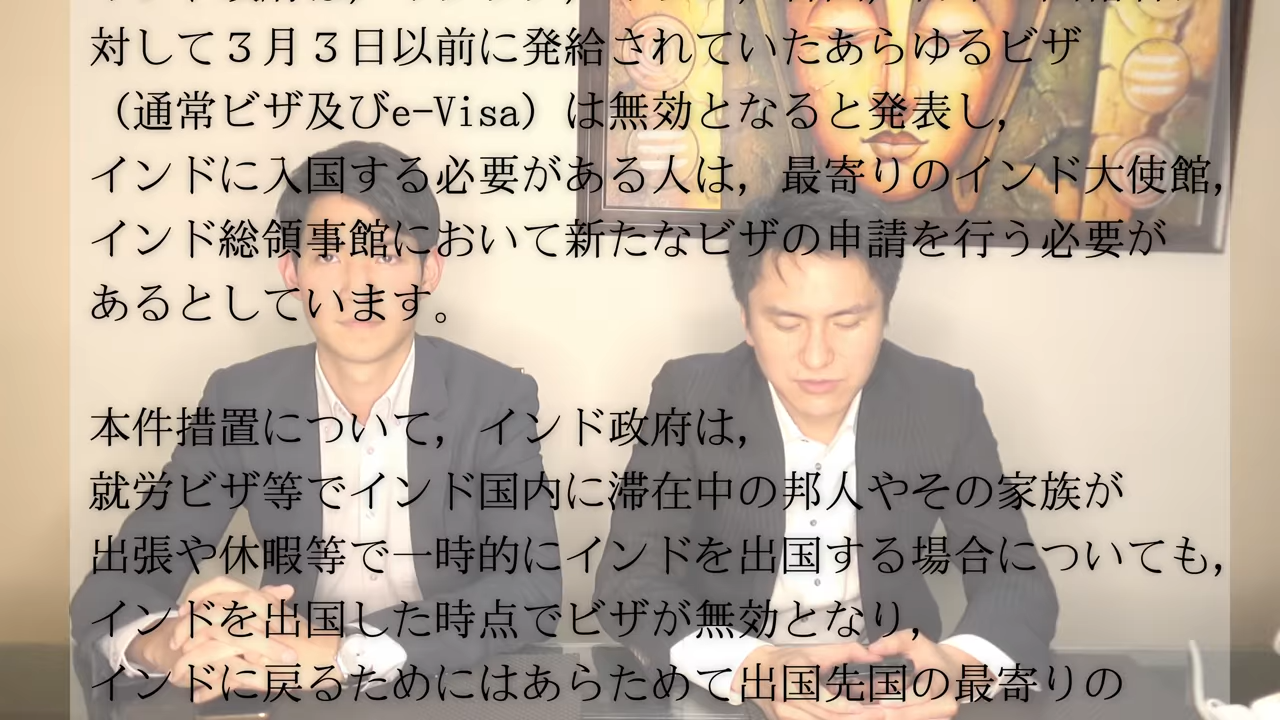 対して３月３日以前に発給されていたあらゆるビザ
（通常ビザ及びe-Visa）は無効となると発表し，
インドに入国する必要がある人は，最寄りのインド大使館，
インド総領事館において新たなビザの申請を行う必要が
あるとしています。
本件措置について，インド政府は，
就労ビザ等でインド国内に滞在中の邦人やその家族が
出張や休暇等で一時的にインドを出国する場合についても，
インドを出国した時点でビザが無効となり，
インドに戻るためにはあらためて出国先国の最寄りの